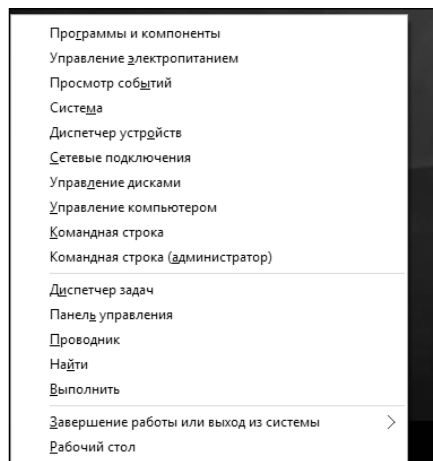 Программы и компоненты
Управление электропитанием
Просмотр событий
Система
Диспетчер устройств
Сетевые подключения
Управление дисками
Управление компьютером
Командная строка
Командная строка (администратор)
Диспетчер задач
Панель управления
Проводник
Найти
Выполнить
Завершение работы или выход из системы
Рабочий стол